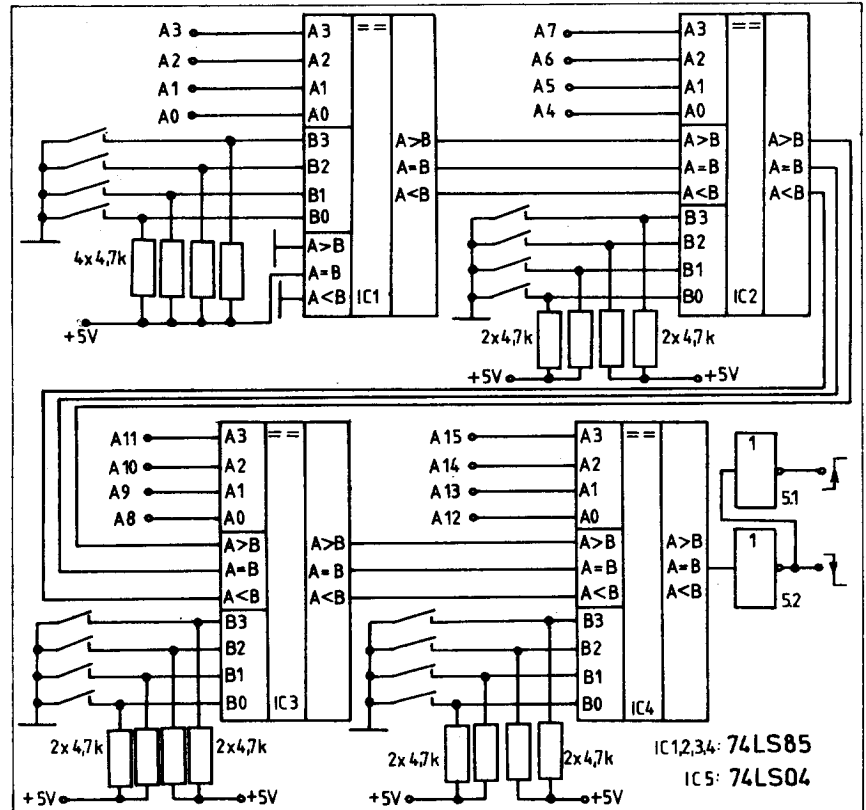 A3 A3 == A7 A3 ==
A2 A2 A6 A2
A1 A1 A5 A1
A0 A0 A4 A0
B3 A>B A>B A>B
B2 A=B A=B A=B
B1 A<B A<B A<B
B0 B3
4x4,7k A>B B2
A=B B1
A<B IC1 B0 IC2
+5V 2x4,7k 2x4,7k
+5V +5V
A11 A3 == A15 A3 == 1
A10 A2 A14 A2
A9 A1 A13 A1 5.1
A8 A0 A12 A0
A>B A>B A>B A>B 1
A=B A=B A=B A=B
A<B A<B A<B A<B 5.2
B3 B3
B2 B2
B1 B1
B0 IC3 B0 IC4
2x4,7k 2x4,7k 2x4,7k 2x4,7k IC1,2,3,4: 74LS85
IC5: 74LS04
+5V +5V +5V +5V